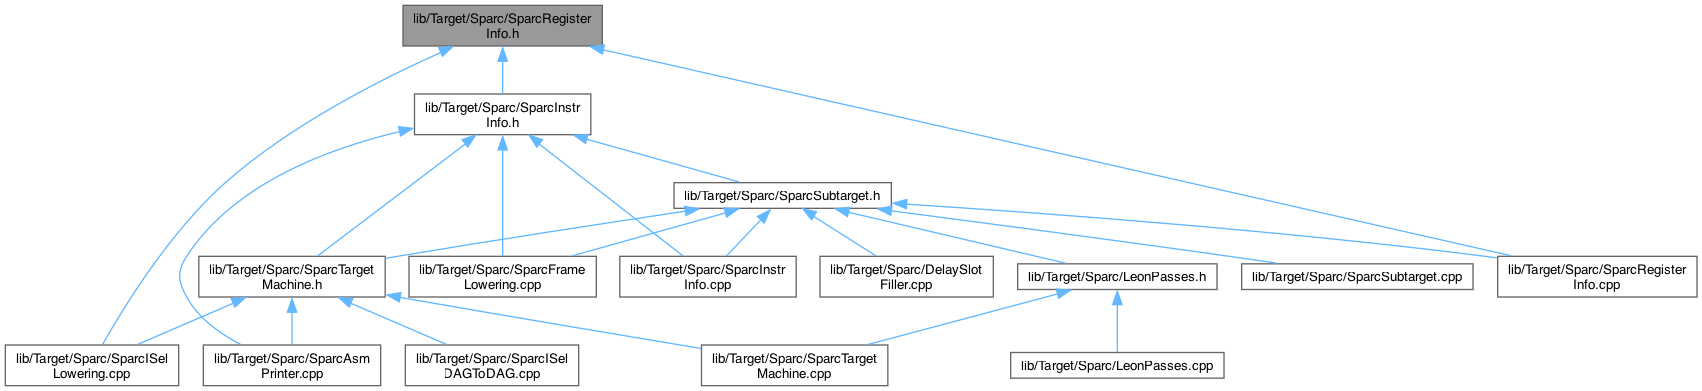 lib/Target/Sparc/SparcRegister
Info.h
lib/Target/Sparc/SparcInstr
Info.h
lib/Target/Sparc/SparcSubtarget.h
lib/Target/Sparc/SparcTarget
Machine.h
lib/Target/Sparc/SparcFrame
Lowering.cpp
lib/Target/Sparc/SparcInstr
Info.cpp
lib/Target/Sparc/DelaySlot
Filler.cpp
lib/Target/Sparc/LeonPasses.h
lib/Target/Sparc/SparcSubtarget.cpp
lib/Target/Sparc/SparcRegister
Info.cpp
lib/Target/Sparc/SparcISel
Lowering.cpp
lib/Target/Sparc/SparcAsm
Printer.cpp
lib/Target/Sparc/SparcISel
DAGToDAG.cpp
lib/Target/Sparc/SparcTarget
Machine.cpp
lib/Target/Sparc/LeonPasses.cpp